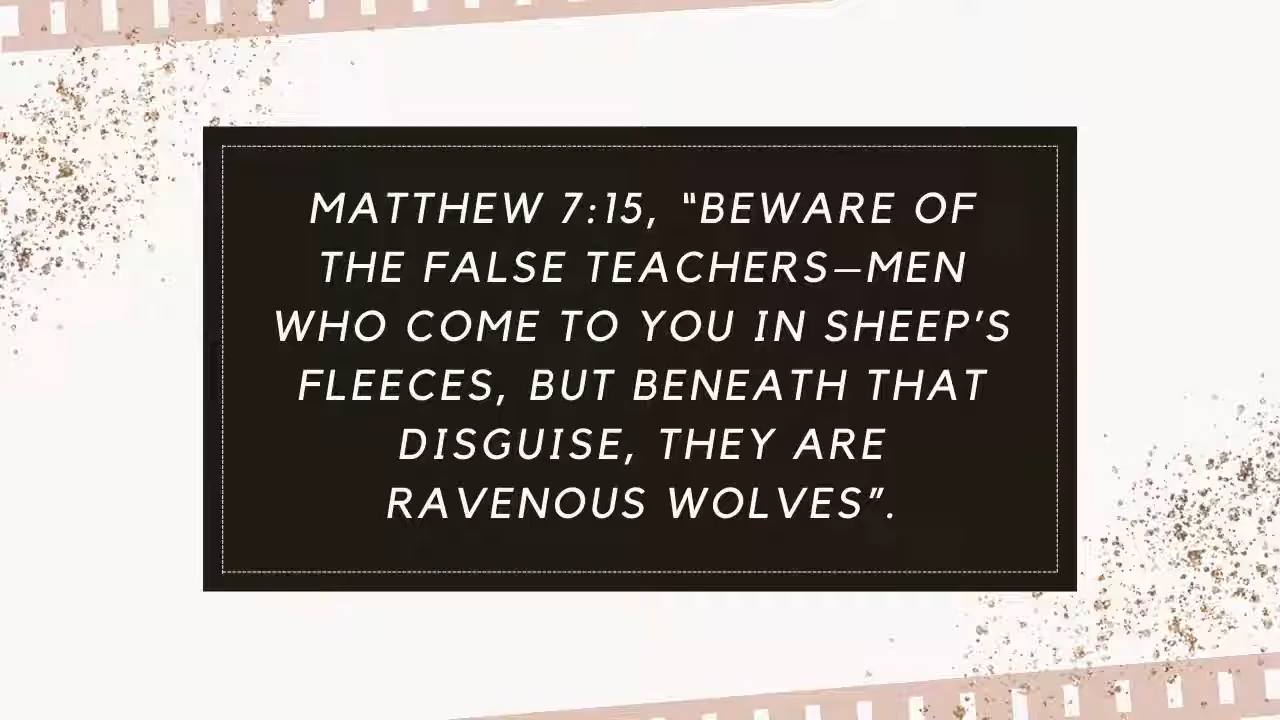 MATTHEW 7:15, “BEWARE OF
THE FALSE TEACHERS—MEN
WHO COME TO YOU IN SHEEP’S
FLEECES, BUT BENEATH THAT
DISGUISE, THEY ARE
RAVENOUS WOLVES”.